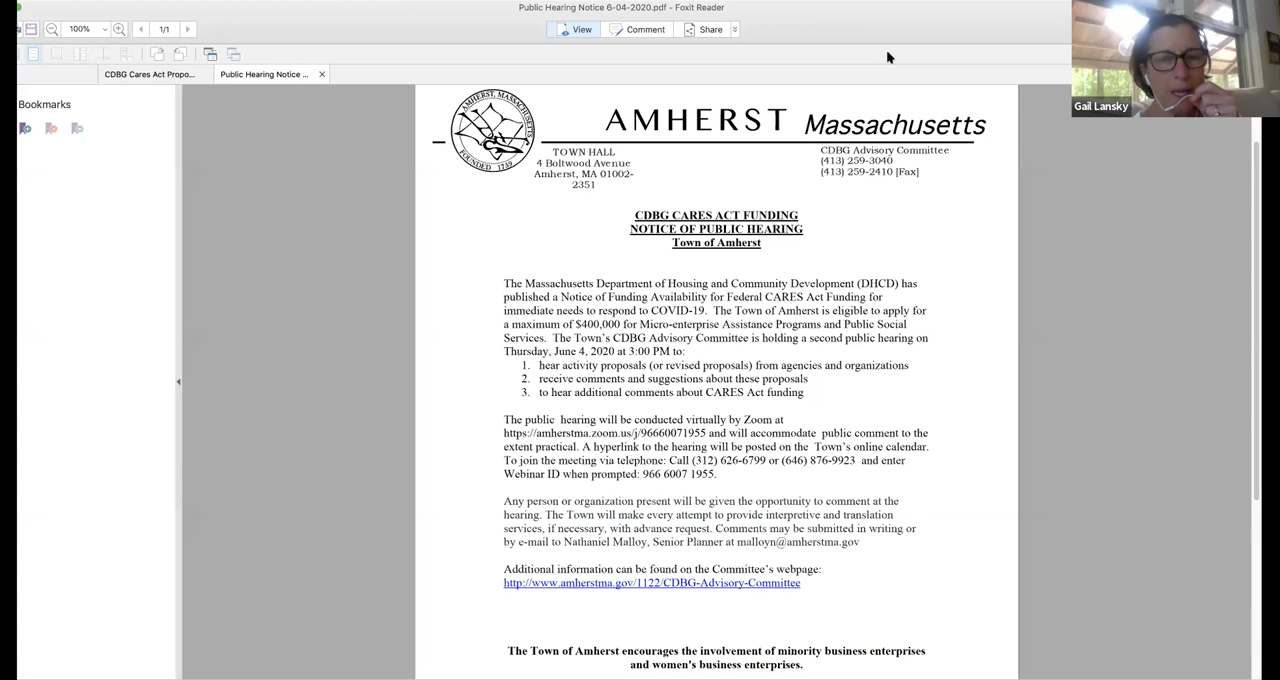 Public Hearing Notice 6-04-2020.pdf - Foxit Reader
100%
1/1
View
Comment
Share
CDBG Cares Act Propo...
Public Hearing Notice ...
Bookmarks
Gail Lansky
AMHERST, MASSACHUSETTS
FOUNDED 1759
AMHERST Massachusetts
TOWN HALL
4 Boltwood Avenue
Amherst, MA 01002-
2351
CDBG Advisory Committee
(413) 259-3040
(413) 259-2410 [Fax]
CDBG CARES ACT FUNDING
NOTICE OF PUBLIC HEARING
Town of Amherst
The Massachusetts Department of Housing and Community Development (DHCD) has
published a Notice of Funding Availability for Federal CARES Act Funding for
immediate needs to respond to COVID-19. The Town of Amherst is eligible to apply for
a maximum of $400,000 for Micro-enterprise Assistance Programs and Public Social
Services. The Town's CDBG Advisory Committee is holding a second public hearing on
Thursday, June 4, 2020 at 3:00 PM to:
1. hear activity proposals (or revised proposals) from agencies and organizations
2. receive comments and suggestions about these proposals
3. to hear additional comments about CARES Act funding
The public hearing will be conducted virtually by Zoom at
https://amherstma.zoom.us/j/96660071955 and will accommodate public comment to the
extent practical. A hyperlink to the hearing will be posted on the Town's online calendar.
To join the meeting via telephone: Call (312) 626-6799 or (646) 876-9923 and enter
Webinar ID when prompted: 966 6007 1955.
Any person or organization present will be given the opportunity to comment at the
hearing. The Town will make every attempt to provide interpretive and translation
services, if necessary, with advance request. Comments may be submitted in writing or
by e-mail to Nathaniel Malloy, Senior Planner at malloyn@amherstma.gov
Additional information can be found on the Committee's webpage:
http://www.amherstma.gov/1122/CDBG-Advisory-Committee
The Town of Amherst encourages the involvement of minority business enterprises
and women's business enterprises.